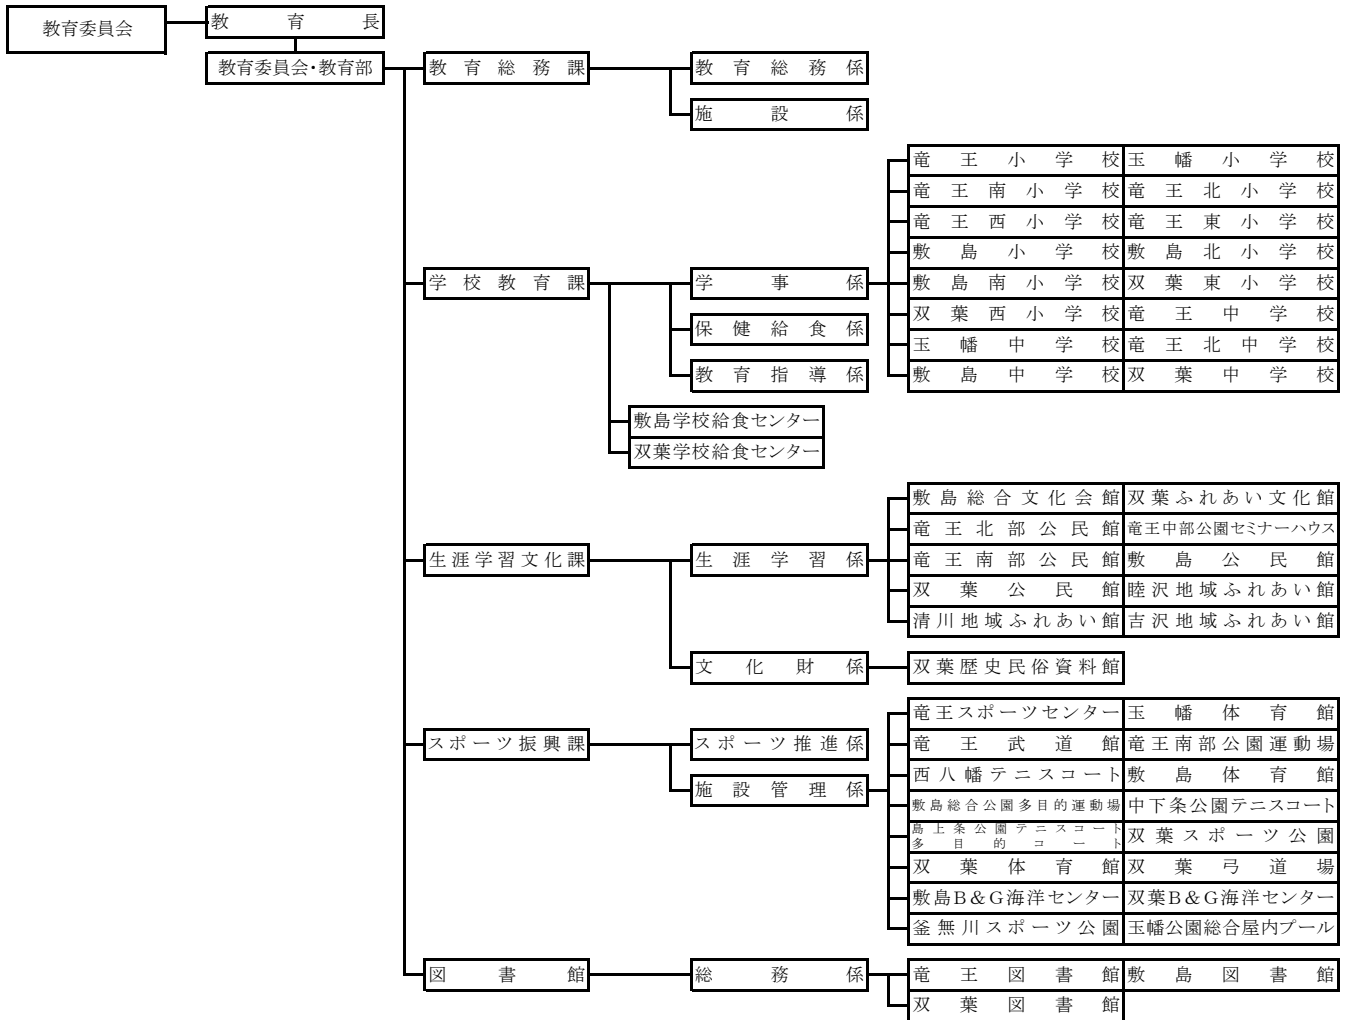 教育委員会
教育長
教育委員会・教育部
教育総務課
教育総務係
施設係
竜王小学校 玉幡小学校
竜王南小学校 竜王北小学校
竜王西小学校 竜王東小学校
敷島小学校 敷島北小学校
学校教育課
学事係
敷島南小学校 双葉東小学校
双葉西小学校 竜王中学校
保健給食係
玉幡中学校 竜王北中学校
教育指導係
敷島中学校 双葉中学校
敷島学校給食センター
双葉学校給食センター
敷島総合文化会館 双葉ふれあい文化館
竜王北部公民館 竜王中部公園セミナーハウス
生涯学習文化課
生涯学習係
竜王南部公民館 敷島公民館
双葉公民館 睦沢地域ふれあい館
清川地域ふれあい館 吉沢地域ふれあい館
文化財係
双葉歴史民俗資料館
竜王スポーツセンター 玉幡体育館
スポーツ振興課
スポーツ推進係
竜王武道館 竜王南部公園運動場
西八幡テニスコート 敷島体育館
施設管理係
敷島総合公園多目的運動場 中下条公園テニスコート
島上条公園テニスコート
多目的コート
双葉スポーツ公園
双葉体育館 双葉弓道場
敷島B&G海洋センター 双葉B&G海洋センター
釜無川スポーツ公園 玉幡公園総合屋内プール
図書館
総務係
竜王図書館 敷島図書館
双葉図書館